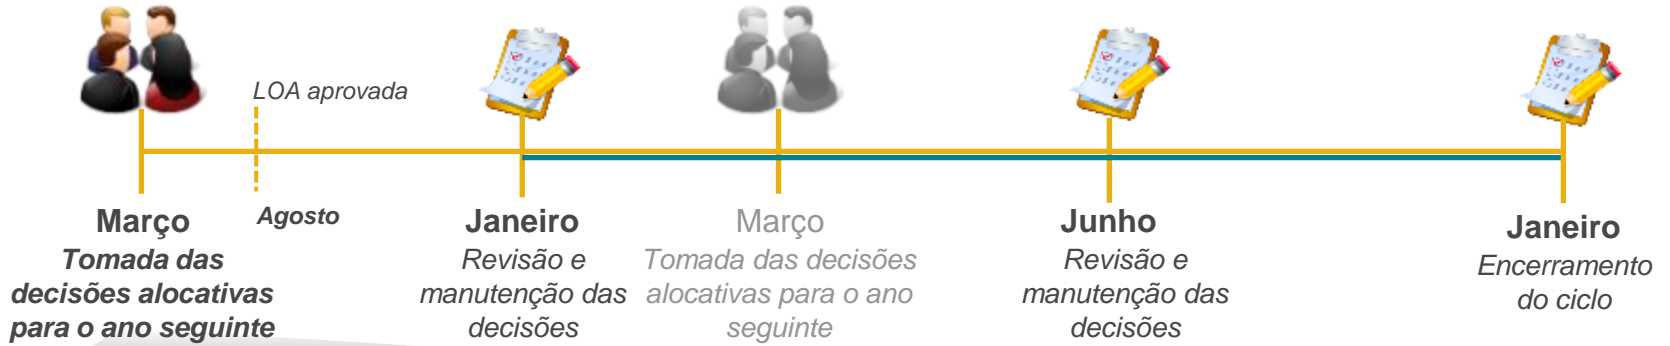 LOA aprovada
Março
Tomada das
decisões alocativas
para o ano seguinte
Agosto
Janeiro
Revisão e
manutenção das
decisões
Março
Tomada das decisões
alocativas para o ano
seguinte
Junho
Revisão e
manutenção das
decisões
Janeiro
Encerramento
do ciclo